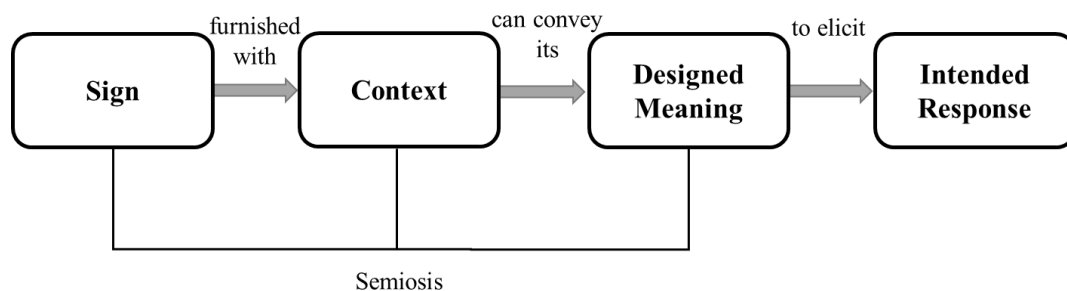 furnished
with
can convey
its
to elicit
Sign
Context
Designed
Meaning
Intended
Response
Semiosis